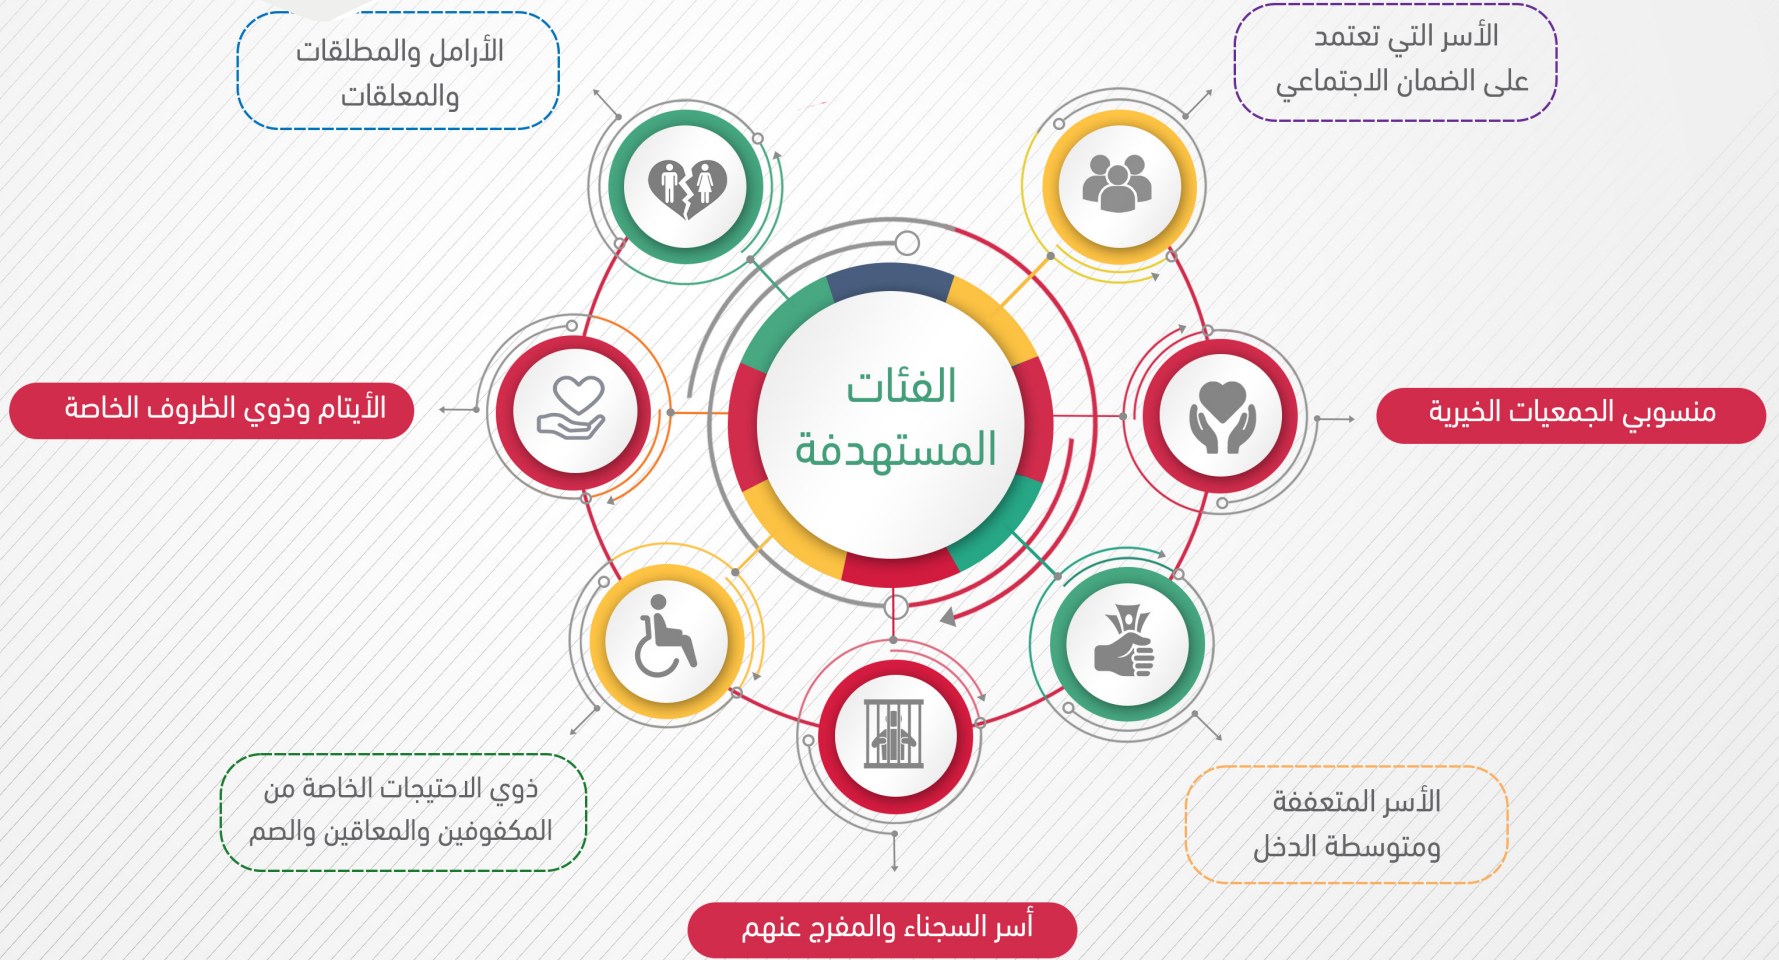 الأسر التي تعتمد
على الضمان الاجتماعي
الأرامل والمطلقات
والمعلقات
الفئات
المستهدفة
منسوبي الجمعيات الخيرية
الأيتام وذوي الظروف الخاصة
الأسر المتعففة
ومتوسطة الدخل
ذوي الاحتيجات الخاصة من
المكفوفين والمعاقين والصم
أسر السجناء والمفرج عنهم